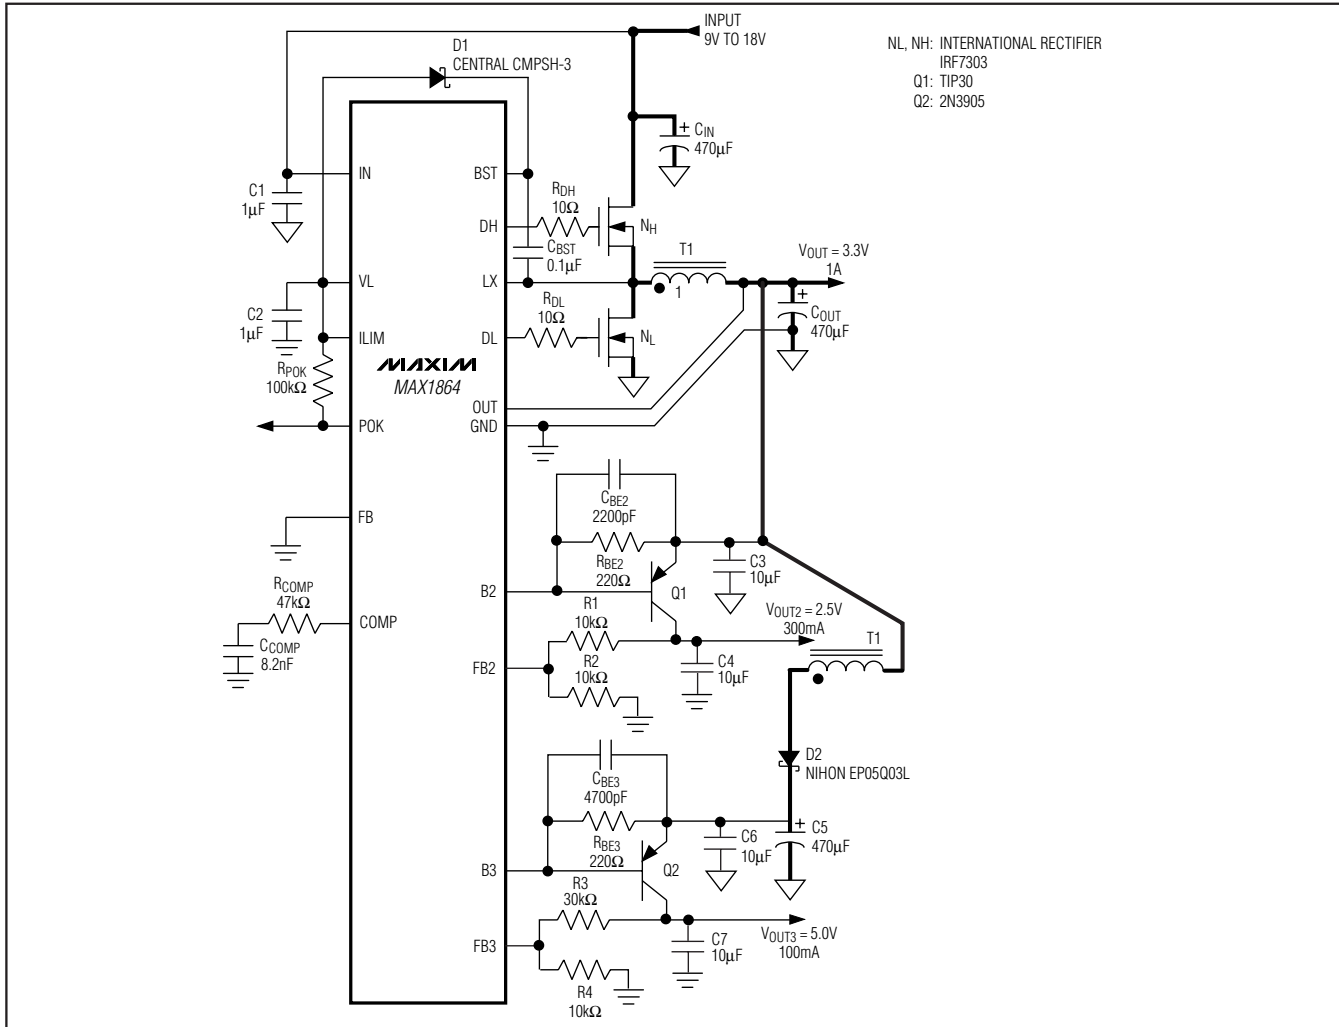 INPUT
9V TO 18V
NL, NH: INTERNATIONAL RECTIFIER
IRF7303
Q1: TIP30
Q2: 2N3905
D1
CENTRAL CMPSH-3
CIN
470µF
+
IN
BST
C1
1µF
RDH
10Ω
DH
NH
CBST
0.1µF
T1
VOUT = 3.3V
1A
VL
LX
1
+
COUT
470µF
C2
1µF
RDL
10Ω
ILIM
DL
NL
RPOK
100kΩ
MAXIM
MAX1864
OUT
GND
POK
CBE2
2200pF
FB
RBE2
220Ω
C3
10µF
RCOMP
47kΩ
B2
Q1
R1
10kΩ
VOUT2 = 2.5V
300mA
COMP
CCOMP
8.2nF
T1
R2
10kΩ
C4
10µF
FB2
D2
NIHON EP05Q03L
CBE3
4700pF
+
C5
470µF
C6
10µF
RBE3
220Ω
B3
Q2
R3
30kΩ
VOUT3 = 5.0V
100mA
FB3
C7
10µF
R4
10kΩ